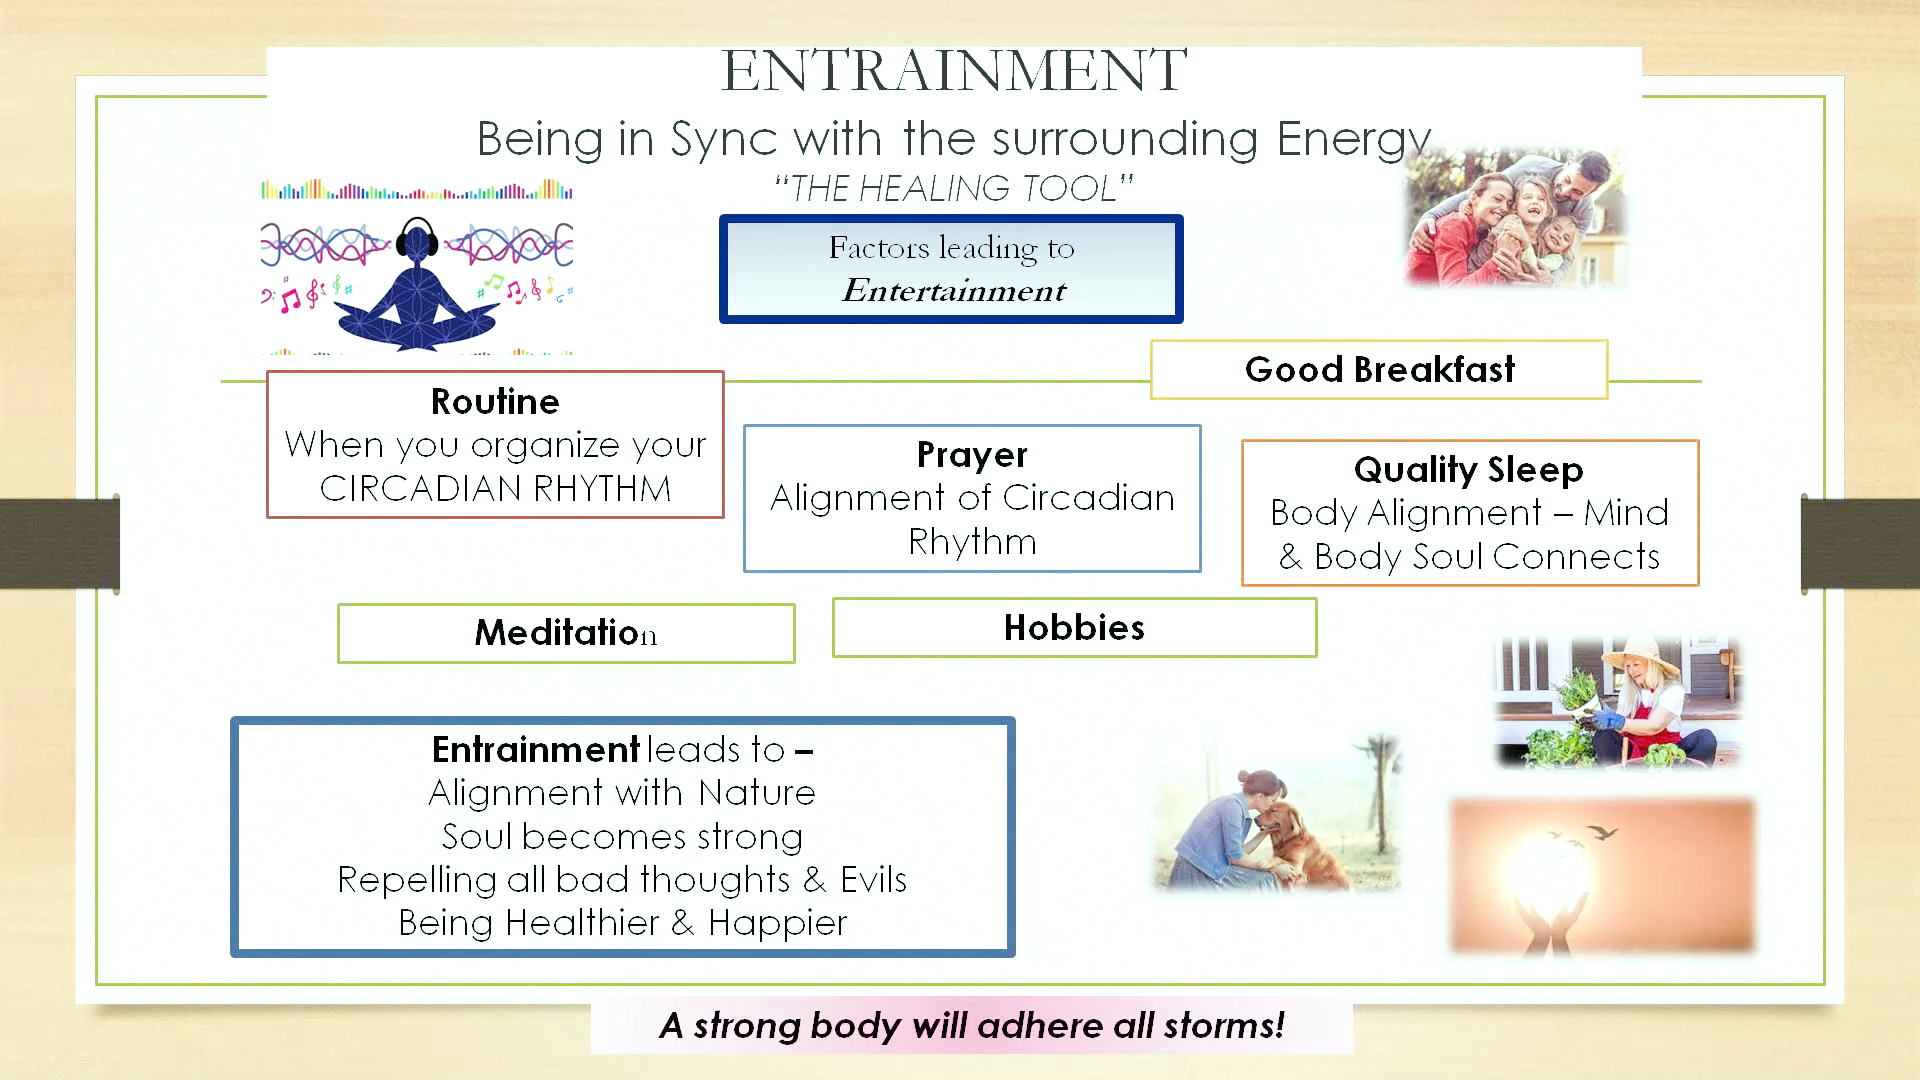 ENTRAINMENT
Being in Sync with the surrounding Energy
“THE HEALING TOOL”
Factors leading to
Entertainment
Good Breakfast
Routine
When you organize your
CIRCADIAN RHYTHM
Prayer
Alignment of Circadian
Rhythm
Quality Sleep
Body Alignment – Mind
& Body Soul Connects
Meditation
Hobbies
Entrainment leads to –
Alignment with Nature
Soul becomes strong
Repelling all bad thoughts & Evils
Being Healthier & Happier
A strong body will adhere all storms!